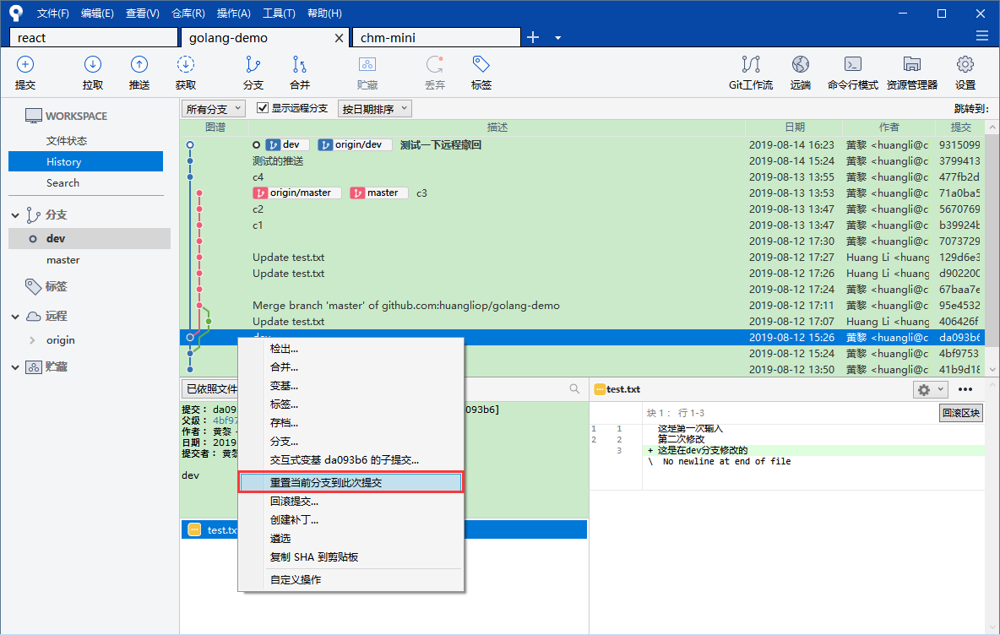 文件(F) 编辑(E) 查看(V) 仓库(R) 操作(A) 工具(T) 帮助(H)
react golang-demo chm-mini
提交 拉取 推送 获取 分支 合并 贮藏 丢弃 标签 Git工作流 远端 命令行模式 资源管理器 设置
WORKSPACE
文件状态
History
Search
分支
dev
master
标签
远程
origin
贮藏
所有分支 显示远程分支 按日期排序 跳转到:
图谱 描述 日期 作者 提交
dev origin/dev 测试一下远程撤回 2019-08-14 16:23 黄黎 <huangli@c 9315099
测试的推送 2019-08-14 15:24 黄黎 <huangli@c 3799413
c4 2019-08-13 13:55 黄黎 <huangli@c 477fb2d
origin/master master c3 2019-08-13 13:53 黄黎 <huangli@c 71a0ba5
c2 2019-08-13 13:47 黄黎 <huangli@c 5670769
c1 2019-08-13 13:47 黄黎 <huangli@c b39924b
2019-08-12 17:30 黄黎 <huangli@c 7073729
Update test.txt 2019-08-12 17:27 Huang Li <huang 129d6e3
Update test.txt 2019-08-12 17:26 Huang Li <huang d902200
2019-08-12 17:24 黄黎 <huangli@c 67baa7e
Merge branch 'master' of github.com:huangliop/golang-demo 2019-08-12 17:11 黄黎 <huangli@c 95e4532
Update test.txt 2019-08-12 17:07 Huang Li <huang 406426f
dev 2019-08-12 15:26 黄黎 <huangli@c da093b6
2019-08-12 15:24 黄黎 <huangli@c 4bf9753
2019-08-12 13:50 黄黎 <huangli@c 41b9d18
检出...
合并...
变基...
标签...
存档...
分支...
交互式变基 da093b6 的子提交...
重置当前分支到此次提交
回滚提交...
创建补丁...
遴选
复制 SHA 到剪贴板
自定义操作
已依照文件
提交： da09 093b6]
父级： 4bf97
作者： 黄黎 <
日期： 2019-
提交者： 黄黎
dev
test.txt
test.txt
块 1： 行 1-3 回滚区块
1 1 这是第一次输入
2 2 第二次修改
3 + 这是在dev分支修改的
\ No newline at end of file